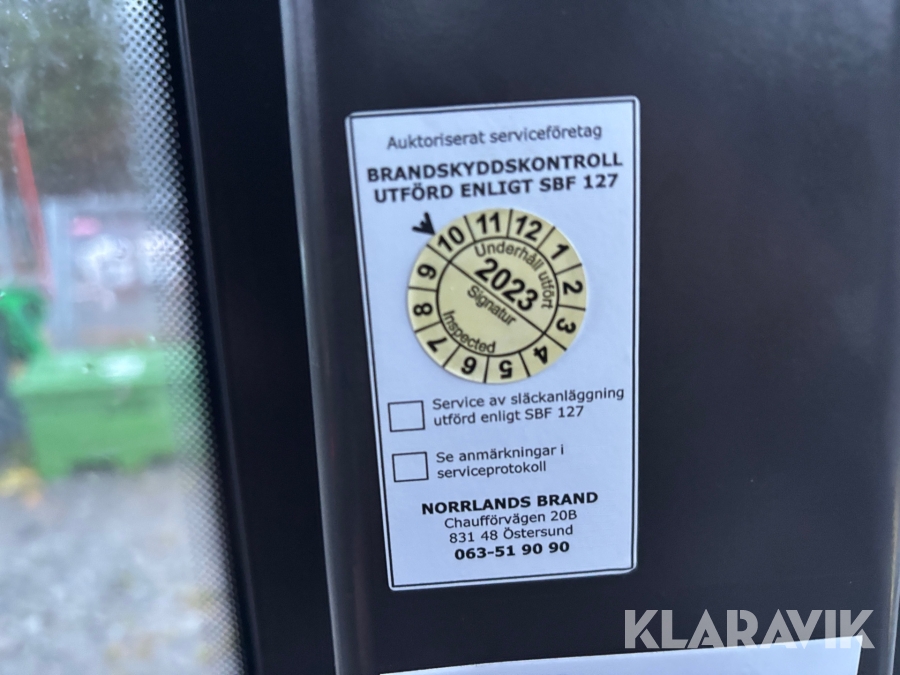 Auktoriserat serviceföretag
BRANDSKYDDSKONTROLL
UTFÖRD ENLIGT SBF 127
1 2 3 4 5 6 7 8 9 10 11 12
Underhåll utfört
2023
Signatur
Inspected
Service av släckanläggning
utförd enligt SBF 127
Se anmärkningar i
serviceprotokoll
NORRLANDS BRAND
Chaufförvägen 20B
831 48 Östersund
063-51 90 90
KLARAVIK